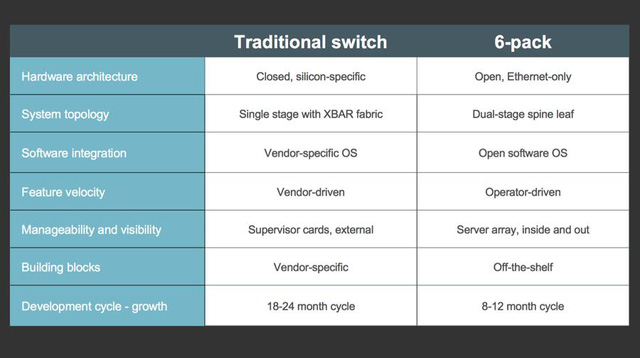 Traditional switch 6-pack
Hardware architecture Closed, silicon-specific Open, Ethernet-only
System topology Single stage with XBAR fabric Dual-stage spine leaf
Software integration Vendor-specific OS Open software OS
Feature velocity Vendor-driven Operator-driven
Manageability and visibility Supervisor cards, external Server array, inside and out
Building blocks Vendor-specific Off-the-shelf
Development cycle - growth 18-24 month cycle 8-12 month cycle